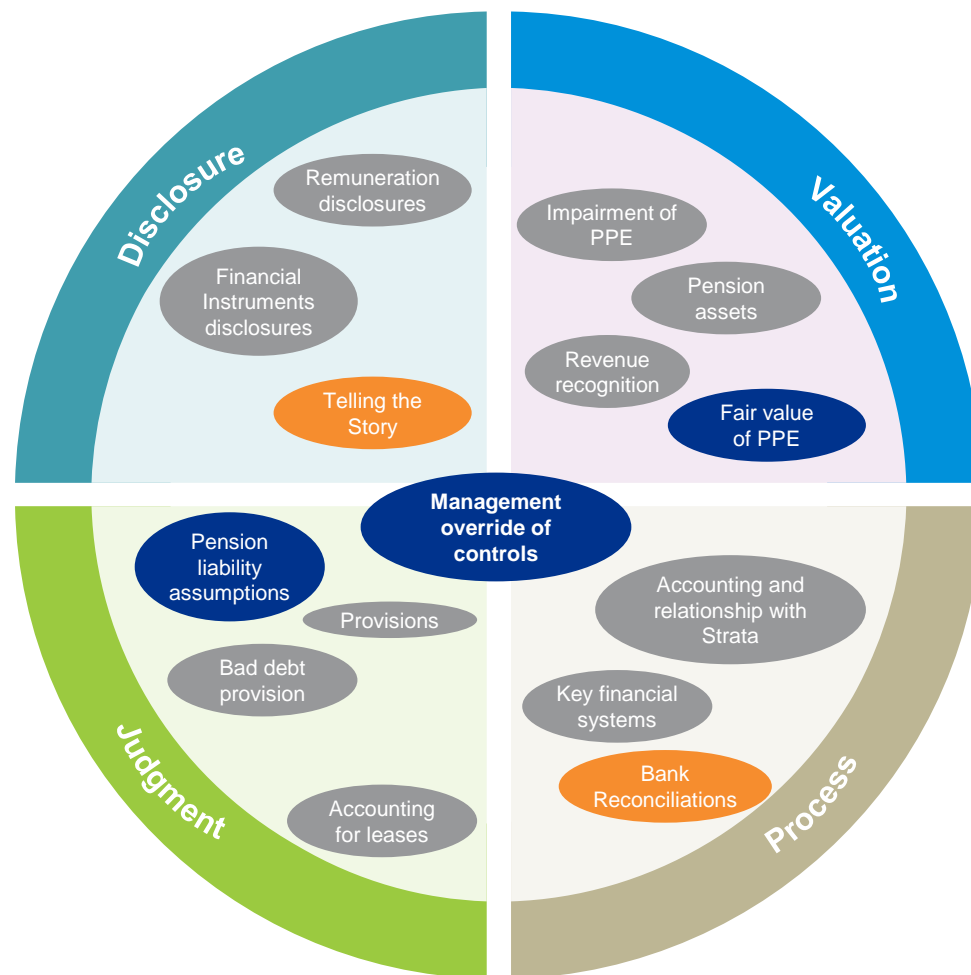 Disclosure
Remuneration
disclosures
Financial
Instruments
disclosures
Telling the
Story
Valuation
Impairment of
PPE
Pension
assets
Revenue
recognition
Fair value
of PPE
Management
override of
controls
Judgment
Pension
liability
assumptions
Provisions
Bad debt
provision
Accounting
for leases
Process
Accounting and
relationship with
Strata
Key financial
systems
Bank
Reconciliations